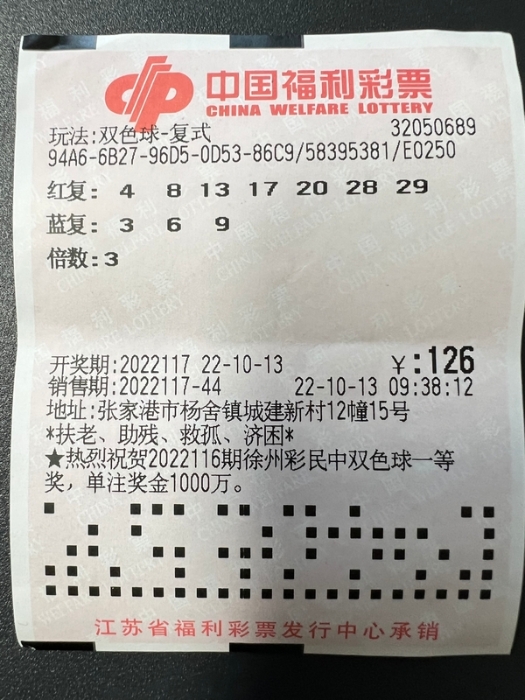 中国福利彩票
CHINA WELFARE LOTTERY
玩法:双色球-复式 32050689
94A6-6B27-96D5-0D53-86C9/58395381/E0250
红复: 4 8 13 17 20 28 29
蓝复: 3 6 9
倍数:3
开奖期:2022117 22-10-13 ¥:126
销售期:2022117-44 22-10-13 09:38:12
地址:张家港市杨舍镇城建新村12幢15号
*扶老、助残、救孤、济困*
★热烈祝贺2022116期徐州彩民中双色球一等
奖，单注奖金1000万。
江苏省福利彩票发行中心承销